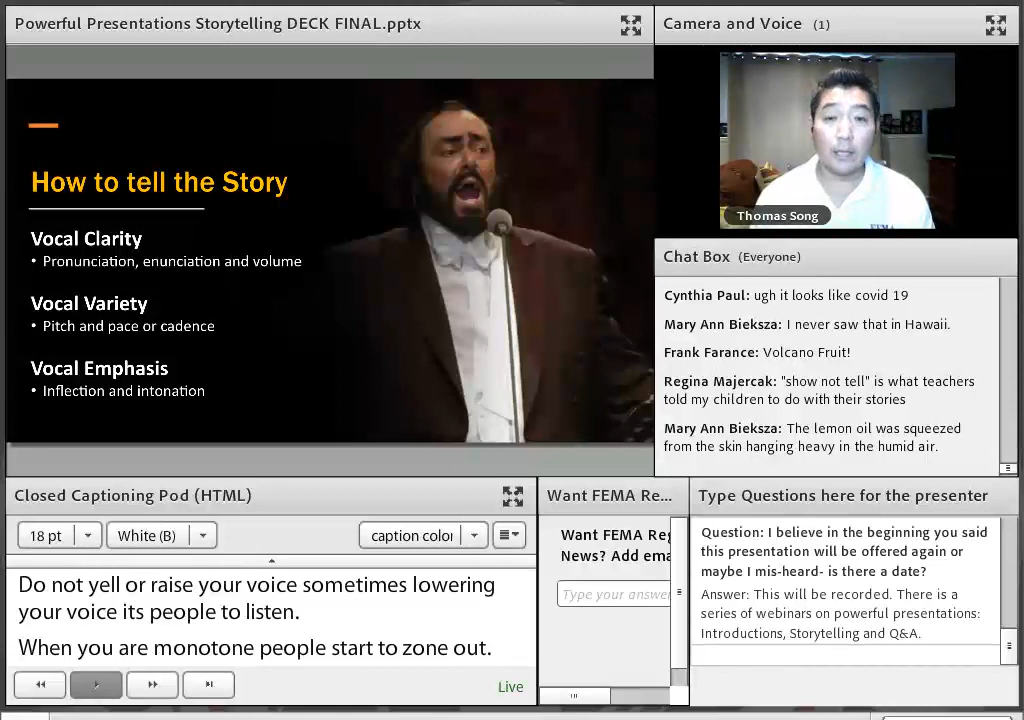 Powerful Presentations Storytelling DECK FINAL.pptx
How to tell the Story
Vocal Clarity
• Pronunciation, enunciation and volume
Vocal Variety
• Pitch and pace or cadence
Vocal Emphasis
• Inflection and intonation
Camera and Voice (1)
Thomas Song
FEMA
Chat Box (Everyone)
Cynthia Paul: ugh it looks like covid 19
Mary Ann Bieksza: I never saw that in Hawaii.
Frank Farance: Volcano Fruit!
Regina Majercak: "show not tell" is what teachers
told my children to do with their stories
Mary Ann Bieksza: The lemon oil was squeezed
from the skin hanging heavy in the humid air.
Closed Captioning Pod (HTML)
18 pt
White (B)
caption color
Do not yell or raise your voice sometimes lowering
your voice its people to listen.
When you are monotone people start to zone out.
Live
Want FEMA Re...
Want FEMA Reg
News? Add ema
Type your answer
Type Questions here for the presenter
Question: I believe in the beginning you said
this presentation will be offered again or
maybe I mis-heard- is there a date?
Answer: This will be recorded. There is a
series of webinars on powerful presentations:
Introductions, Storytelling and Q&A.